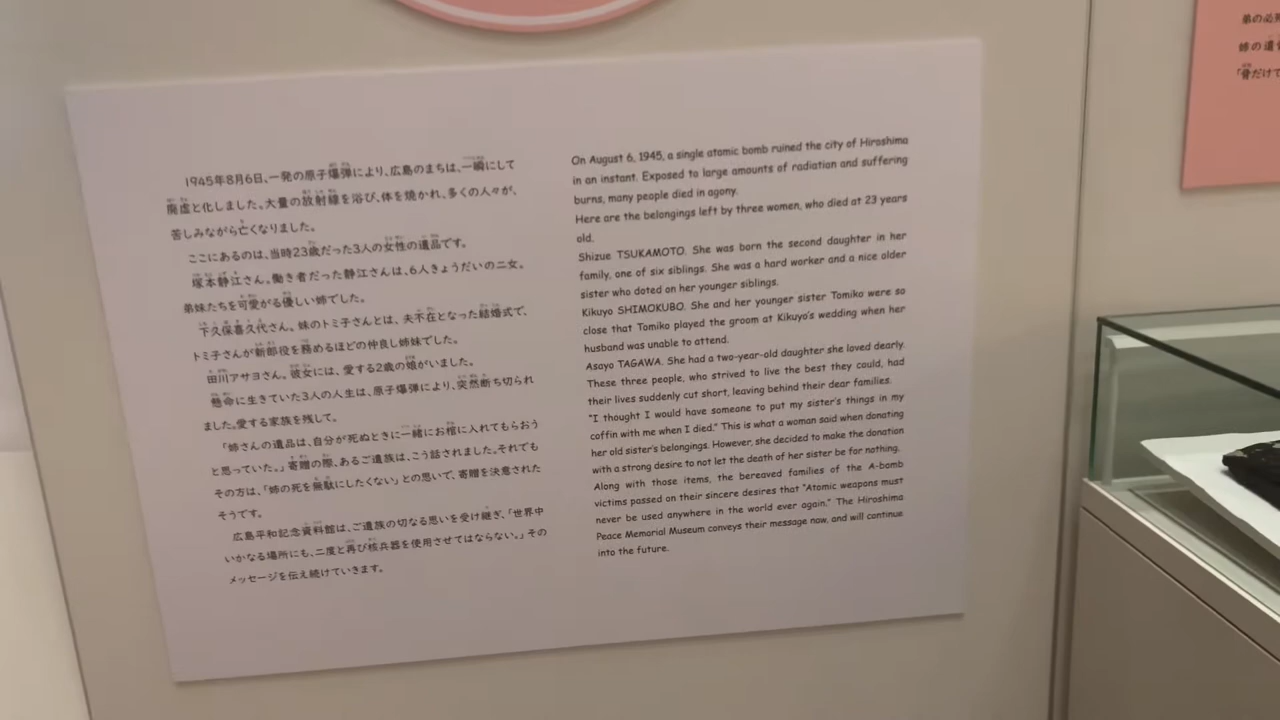 1945年8月6日、一発の原子爆弾により、広島のまちは、一瞬にして
廃虚と化しました。大量の放射線を浴び、体を焼かれ、多くの人々が、
苦しみながら亡くなりました。
ここにあるのは、当時23歳だった3人の女性の遺品です。
塚本静江さん。働き者だった静江さんは、6人きょうだいの二女。
弟妹たちを可愛がる優しい姉でした。
下久保喜久代さん。妹のトミ子さんとは、夫不在となった結婚式で、
トミ子さんが新郎役を務めるほどの仲良し姉妹でした。
田川アサヨさん。彼女には、愛する2歳の娘がいました。
懸命に生きていた3人の人生は、原子爆弾により、突然断ち切られ
ました。愛する家族を残して。
「姉さんの遺品は、自分が死ぬときに一緒にお棺に入れてもらおう
と思っていた。」寄贈の際、あるご遺族は、こう話されました。それでも
その方は、「姉の死を無駄にしたくない」との思いで、寄贈を決意された
そうです。
広島平和記念資料館は、ご遺族の切なる思いを受け継ぎ、「世界中
いかなる場所にも、二度と再び核兵器を使用させてはならない。」その
メッセージを伝え続けていきます。
On August 6, 1945, a single atomic bomb ruined the city of Hiroshima
in an instant. Exposed to large amounts of radiation and suffering
burns, many people died in agony.
Here are the belongings left by three women, who died at 23 years
old.
Shizue TSUKAMOTO. She was born the second daughter in her
family, one of six siblings. She was a hard worker and a nice older
sister who doted on her younger siblings.
Kikuyo SHIMOKUBO. She and her younger sister Tomiko were so
close that Tomiko played the groom at Kikuyo's wedding when her
husband was unable to attend.
Asayo TAGAWA. She had a two-year-old daughter she loved dearly.
These three people, who strived to live the best they could, had
their lives suddenly cut short, leaving behind their dear families.
"I thought I would have someone to put my sister's things in my
coffin with me when I died." This is what a woman said when donating
her old sister's belongings. However, she decided to make the donation
with a strong desire to not let the death of her sister be for nothing.
Along with those items, the bereaved families of the A-bomb
victims passed on their sincere desires that "Atomic weapons must
never be used anywhere in the world ever again." The Hiroshima
Peace Memorial Museum conveys their message now, and will continue
into the future.
弟の必
姉の遺
「骨だけで